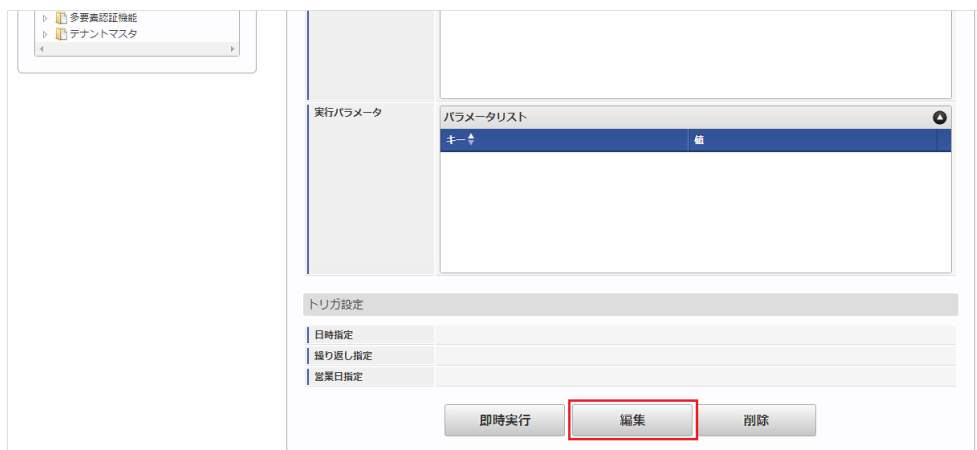 多要素認証機能
テナントマスタ
実行パラメータ
パラメータリスト
キー
値
トリガ設定
日時指定
繰り返し指定
営業日指定
即時実行
編集
削除